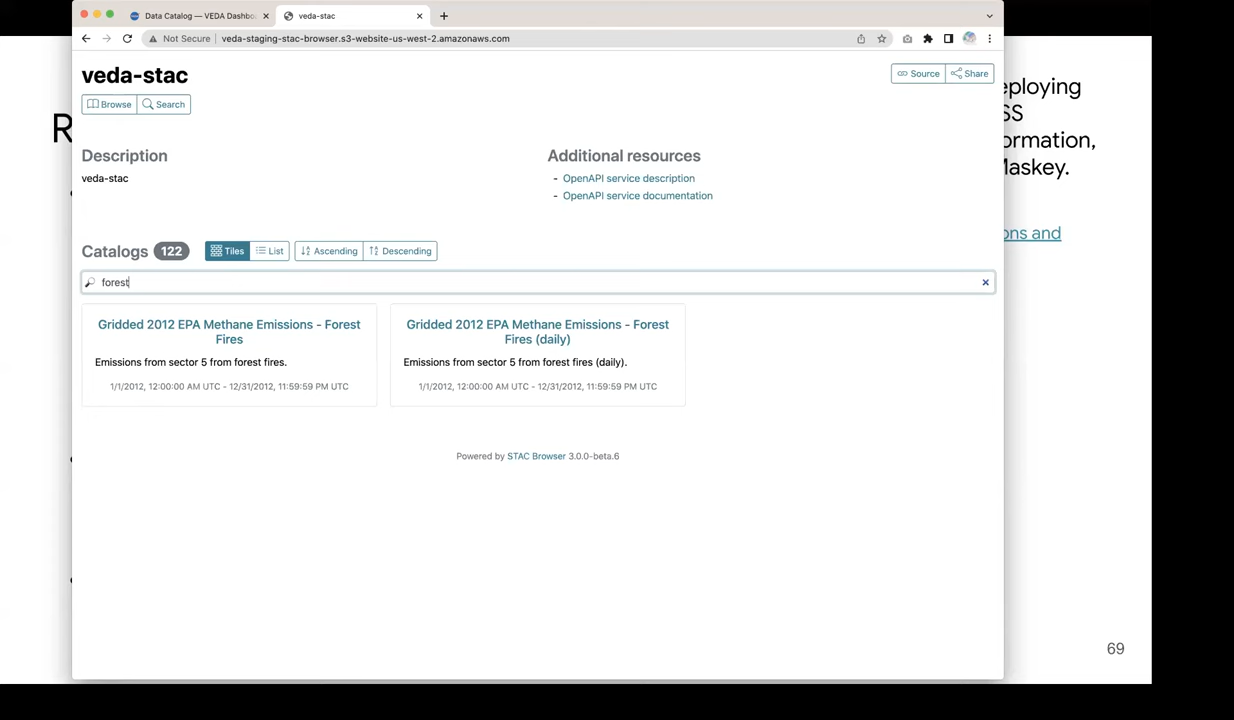 Data Catalog — VEDA Dashbo
veda-stac
Not Secure
veda-staging-stac-browser.s3-website-us-west-2.amazonaws.com
veda-stac
Source
Share
Browse
Search
Description
Additional resources
veda-stac
- OpenAPI service description
- OpenAPI service documentation
Catalogs 122
Tiles
List
Ascending
Descending
forest
Gridded 2012 EPA Methane Emissions - Forest
Fires
Emissions from sector 5 from forest fires.
1/1/2012, 12:00:00 AM UTC - 12/31/2012, 11:59:59 PM UTC
Gridded 2012 EPA Methane Emissions - Forest
Fires (daily)
Emissions from sector 5 from forest fires (daily).
1/1/2012, 12:00:00 AM UTC - 12/31/2012, 11:59:59 PM UTC
Powered by STAC Browser 3.0.0-beta.6
R
eploying
SS
ormation,
Maskey.
ons and
69